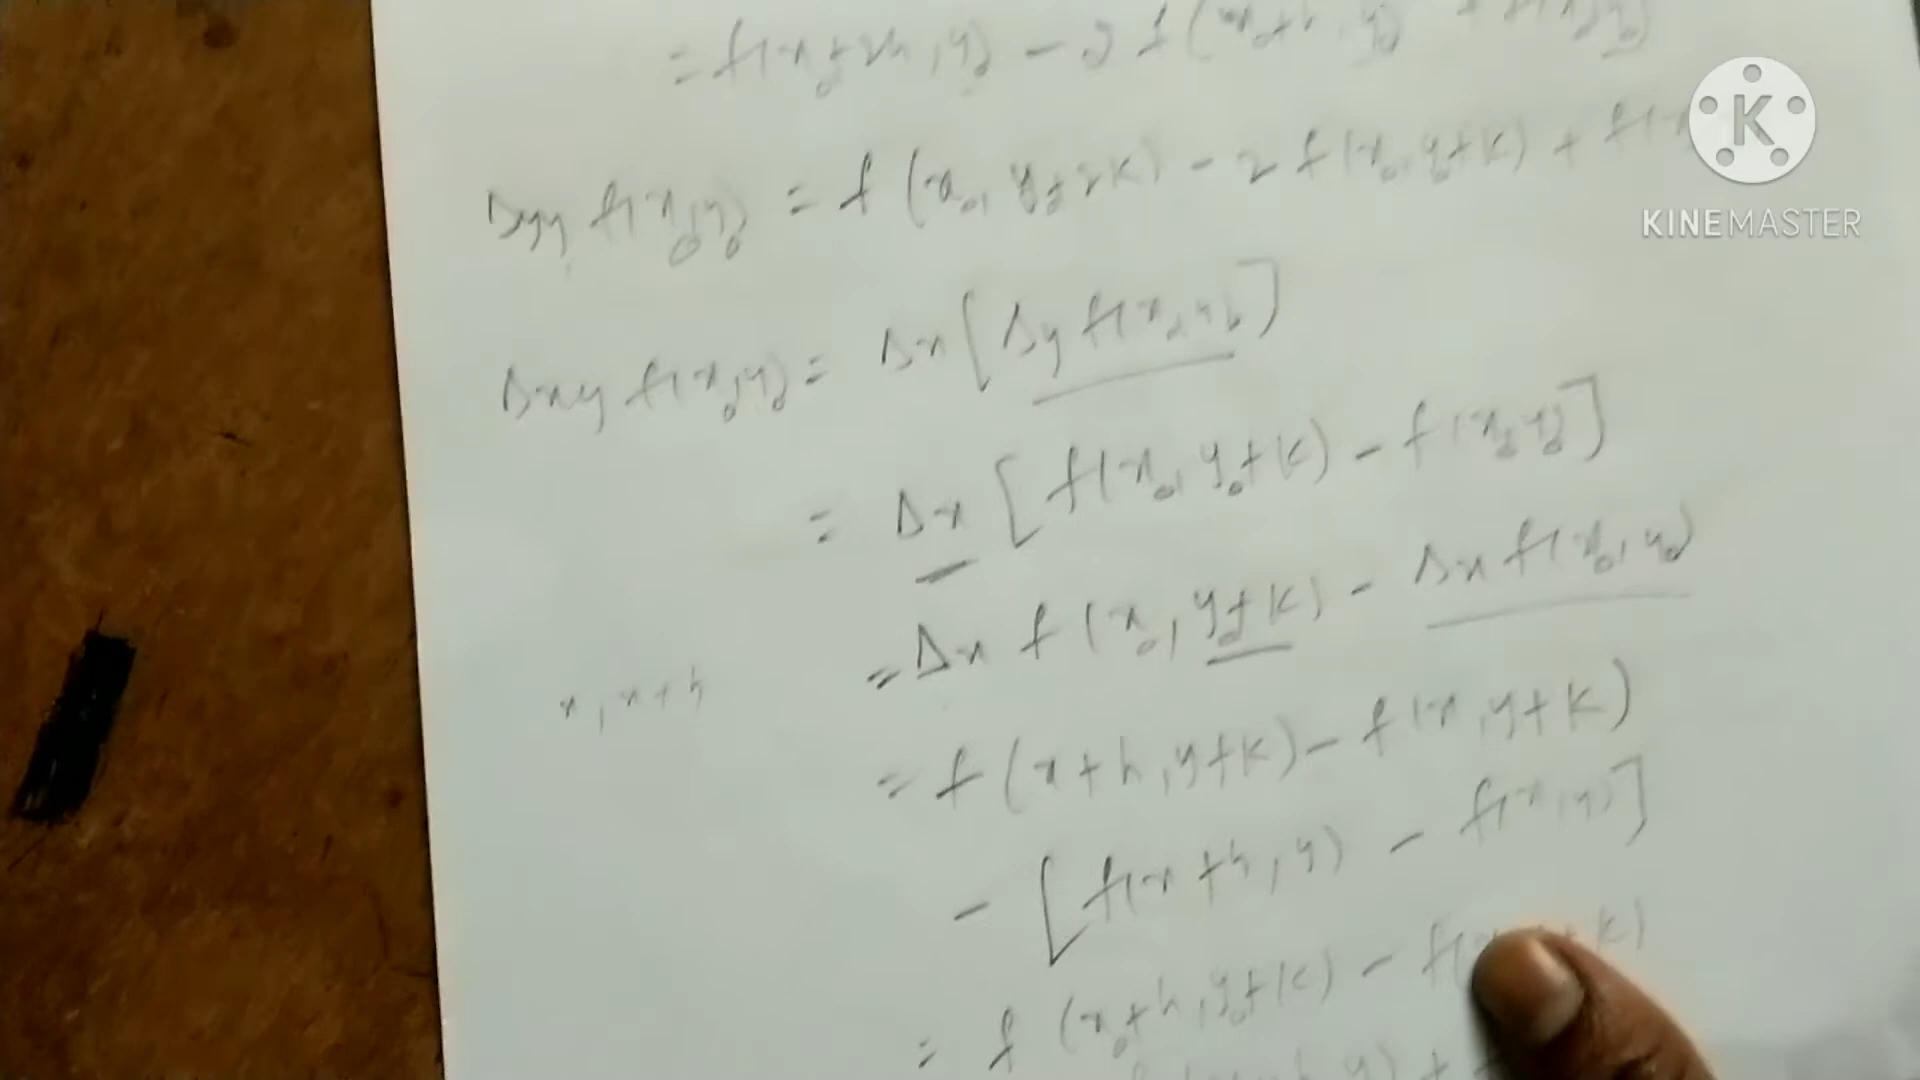 = f(x₀+2h, y₀) - 2 f(x₀+h, y₀) + f(x₀, y₀)
Δyy f(x₀, y₀) = f (x₀, y₀+2k) - 2 f(x₀, y₀+k) + f(x
Δxy f(x₀, y₀) = Δx [Δy f(x₀, y₀)]
= Δx [f(x₀, y₀+k) - f(x₀, y₀)]
= Δx f (x₀, y₀+k) - Δx f(x₀, y₀)
x, x+h
= f (x+h, y+k) - f(x, y+k)
- [f(x+h, y) - f(x, y)]
= f (x₀+h, y₀+k) - f(
K
KINEMASTER